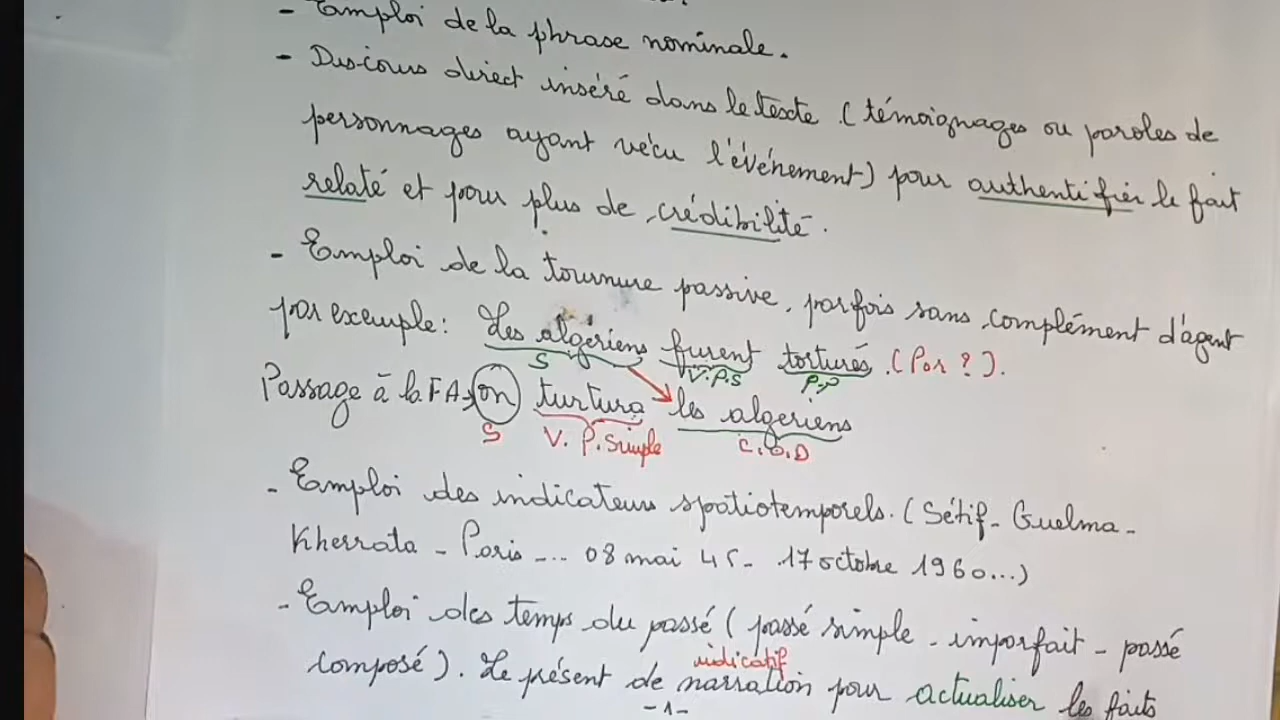 - Emploi de la phrase nominale.
- Discours direct inséré dans le texte (témoignages ou paroles de
personnages ayant vécu l'événement) pour authentifier le fait
relaté et pour plus de crédibilité.
- Emploi de la tournure passive, parfois sans complément d'agent
par exemple : Les algeriens furent torturés. (Par ?).
S V.P.S P.P
Passage à la FA, on turtura les algeriens
S V. P. Simple C.O.D
- Emploi des indicateurs spatiotemporels. (Sétif - Guelma -
Kherrata - Paris -... 08 mai 45 - 17 octobre 1960...)
- Emploi des temps du passé (passé simple - imparfait - passé
indicatif
composé). Le présent de narration pour actualiser les faits
-1-